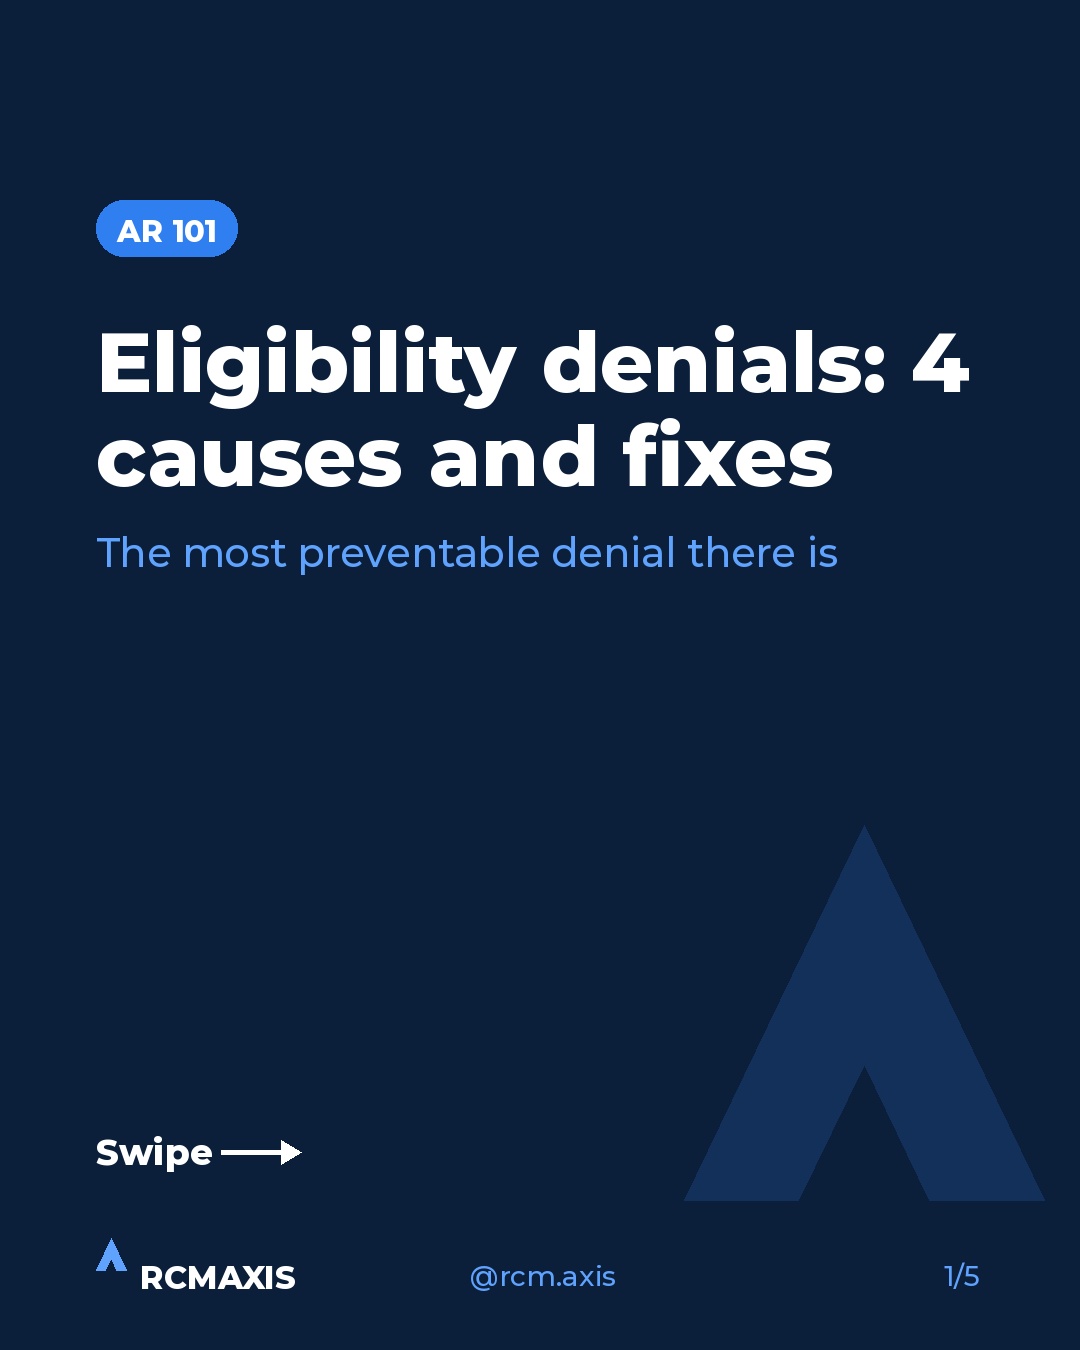 AR 101
Eligibility denials: 4
causes and fixes
The most preventable denial there is
Swipe
RCMAXIS
@rcm.axis
1/5